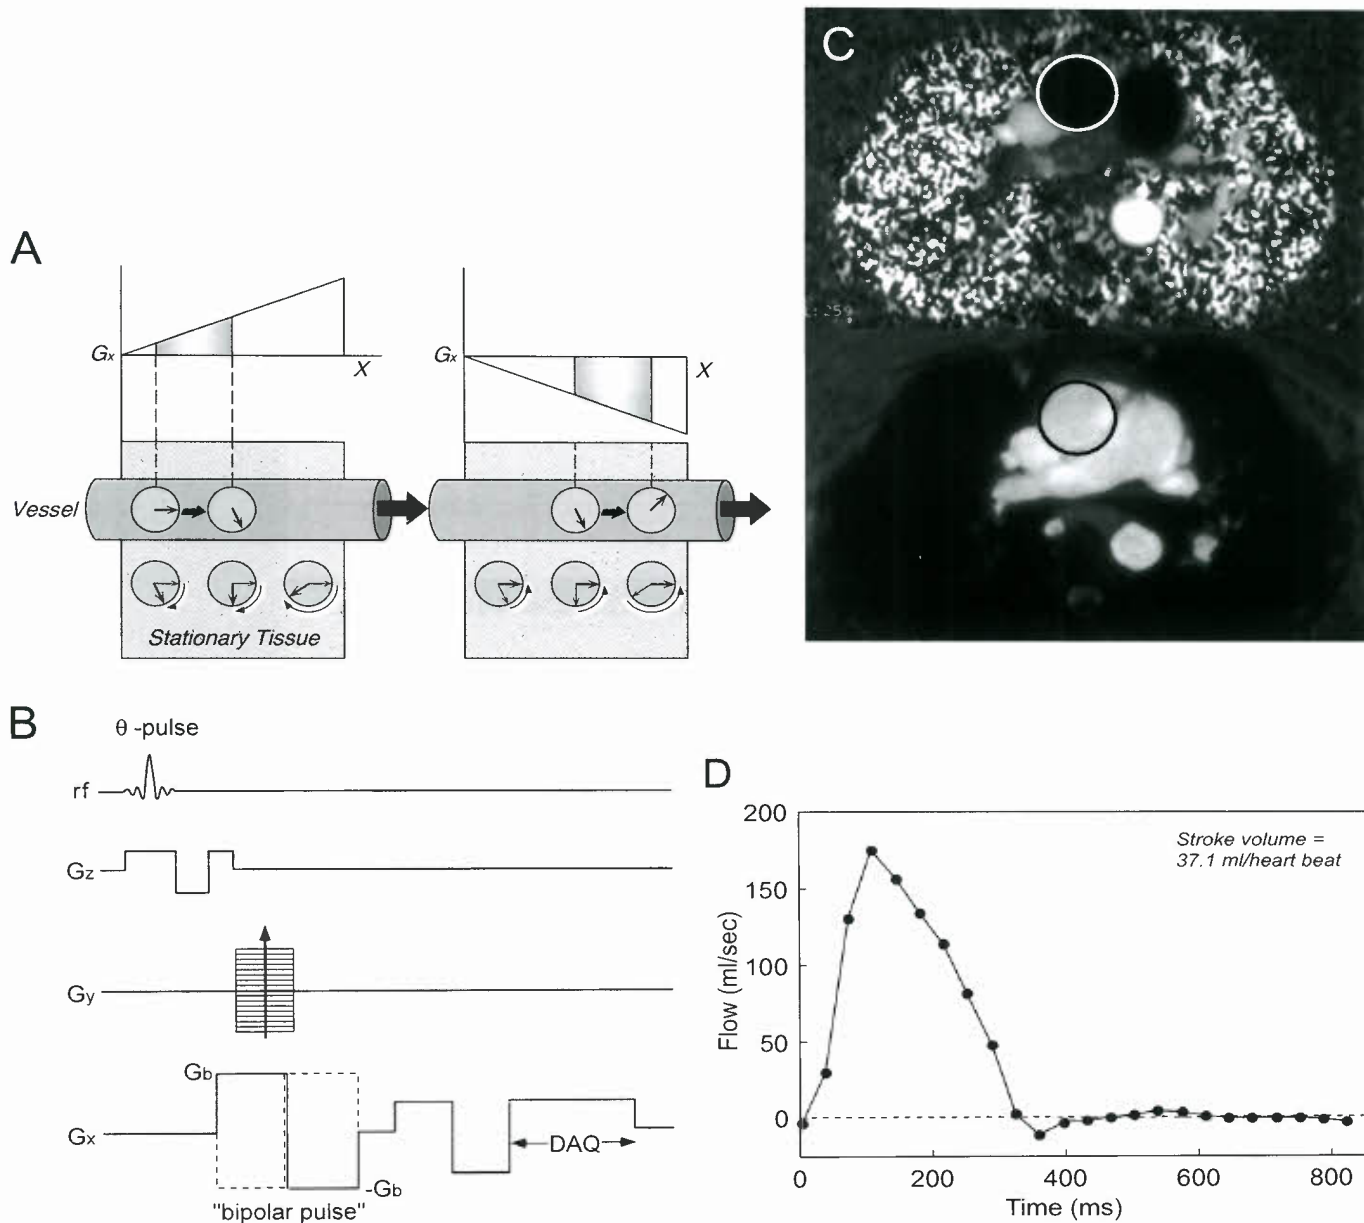 A
Gx
X
Gx
X
Vessel
Stationary Tissue
B
θ -pulse
rf
Gz
Gy
Gb
Gx
DAQ
-Gb
"bipolar pulse"
C
D
200
150
100
50
0
Flow (ml/sec)
Stroke volume =
37.1 ml/heart beat
0
200
400
600
800
Time (ms)